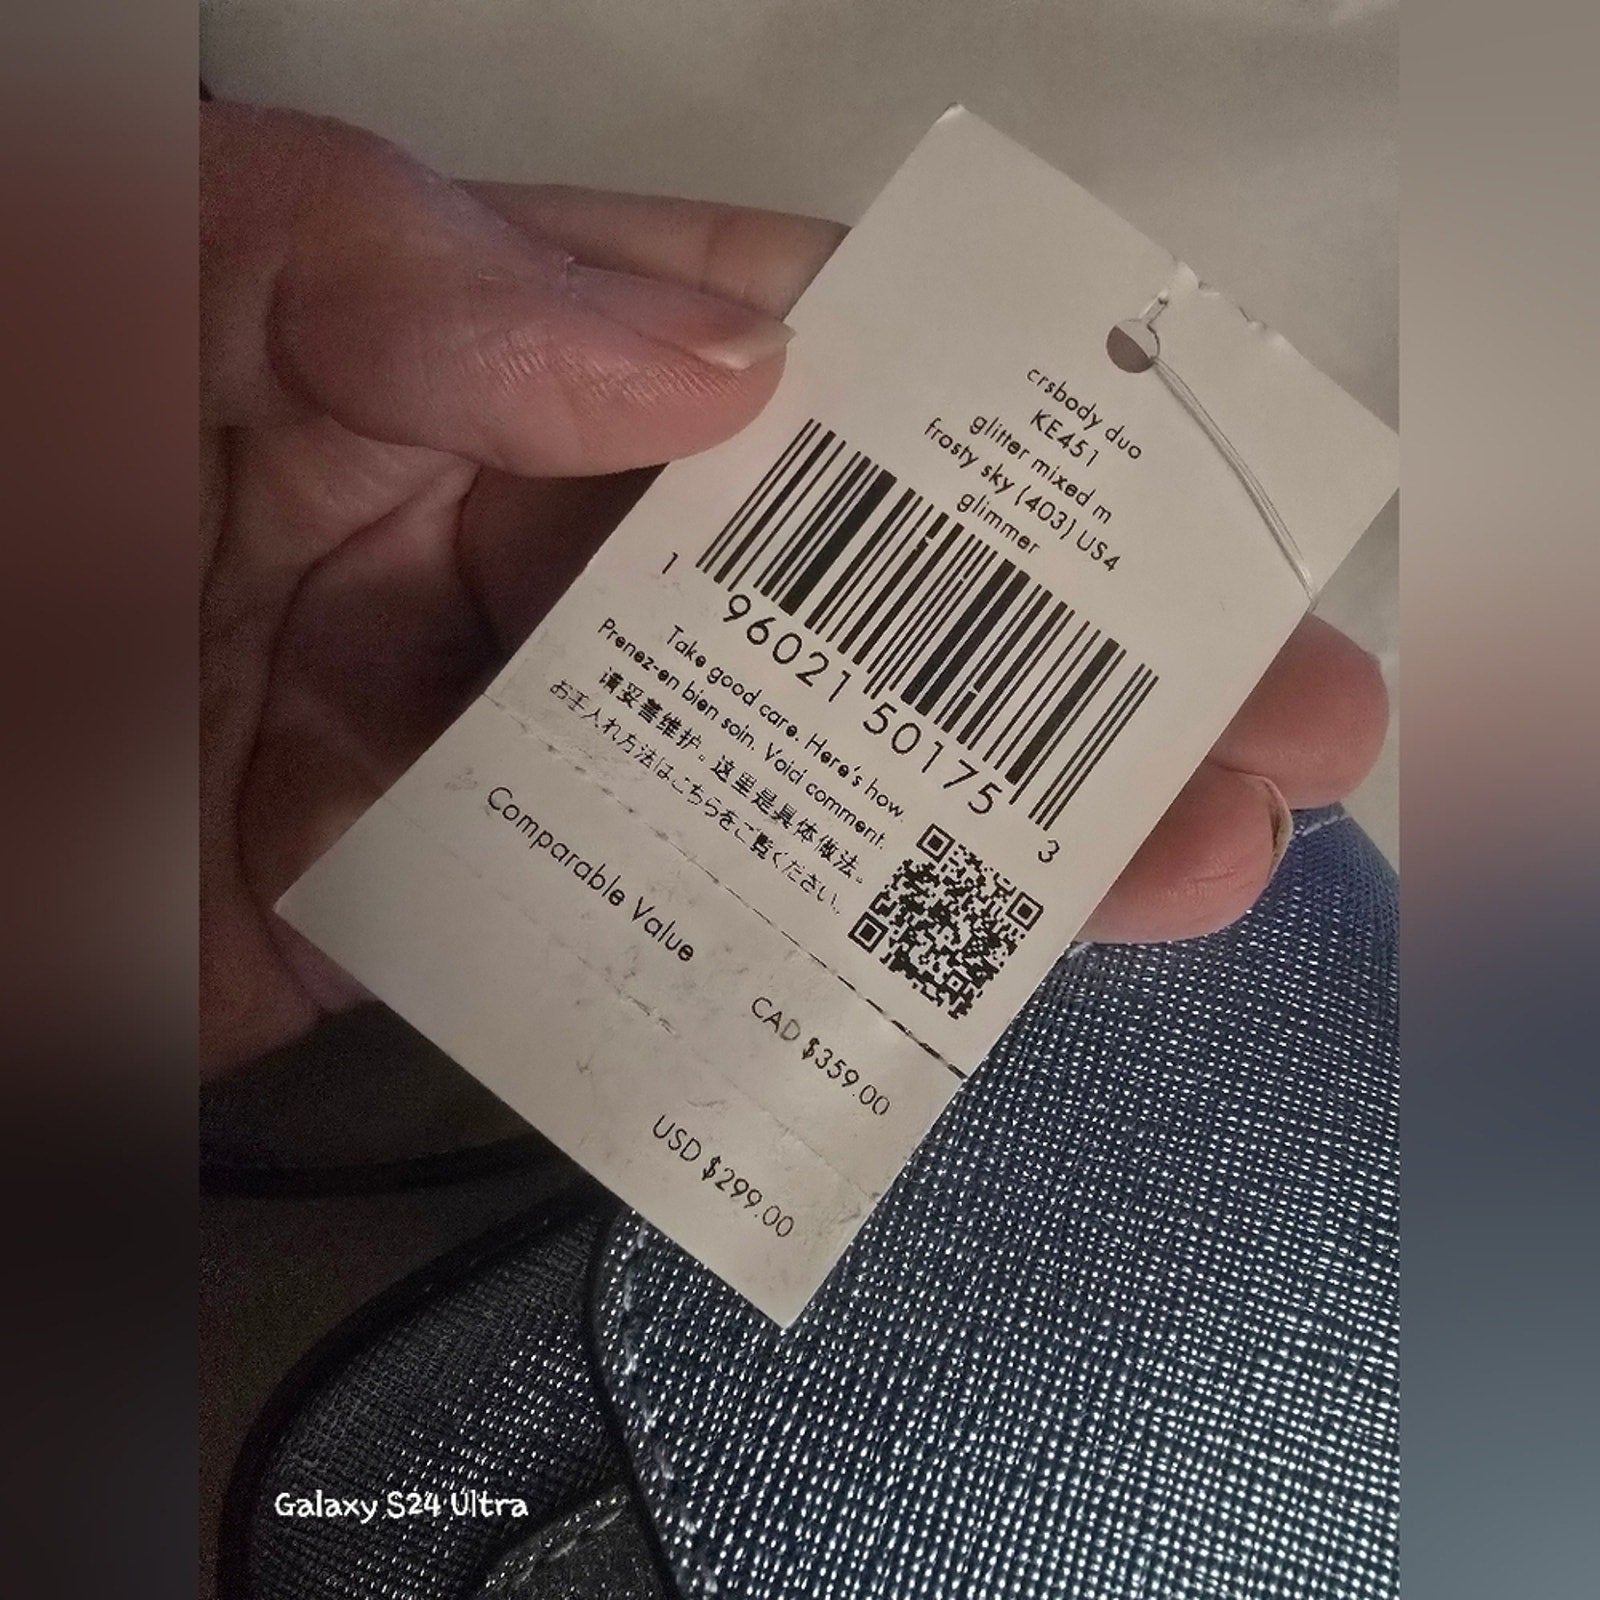 crsbody duo
KE451
glitter mixed m
frosty sky (403) US4
glimmer
1 96021 50175 3
Take good care. Here's how.
Prenez-en bien soin. Voici comment.
请妥善维护。这里是具体做法。
お手入れ方法はこちらをご覧ください。
Comparable Value
CAD $359.00
USD $299.00
Galaxy S24 Ultra